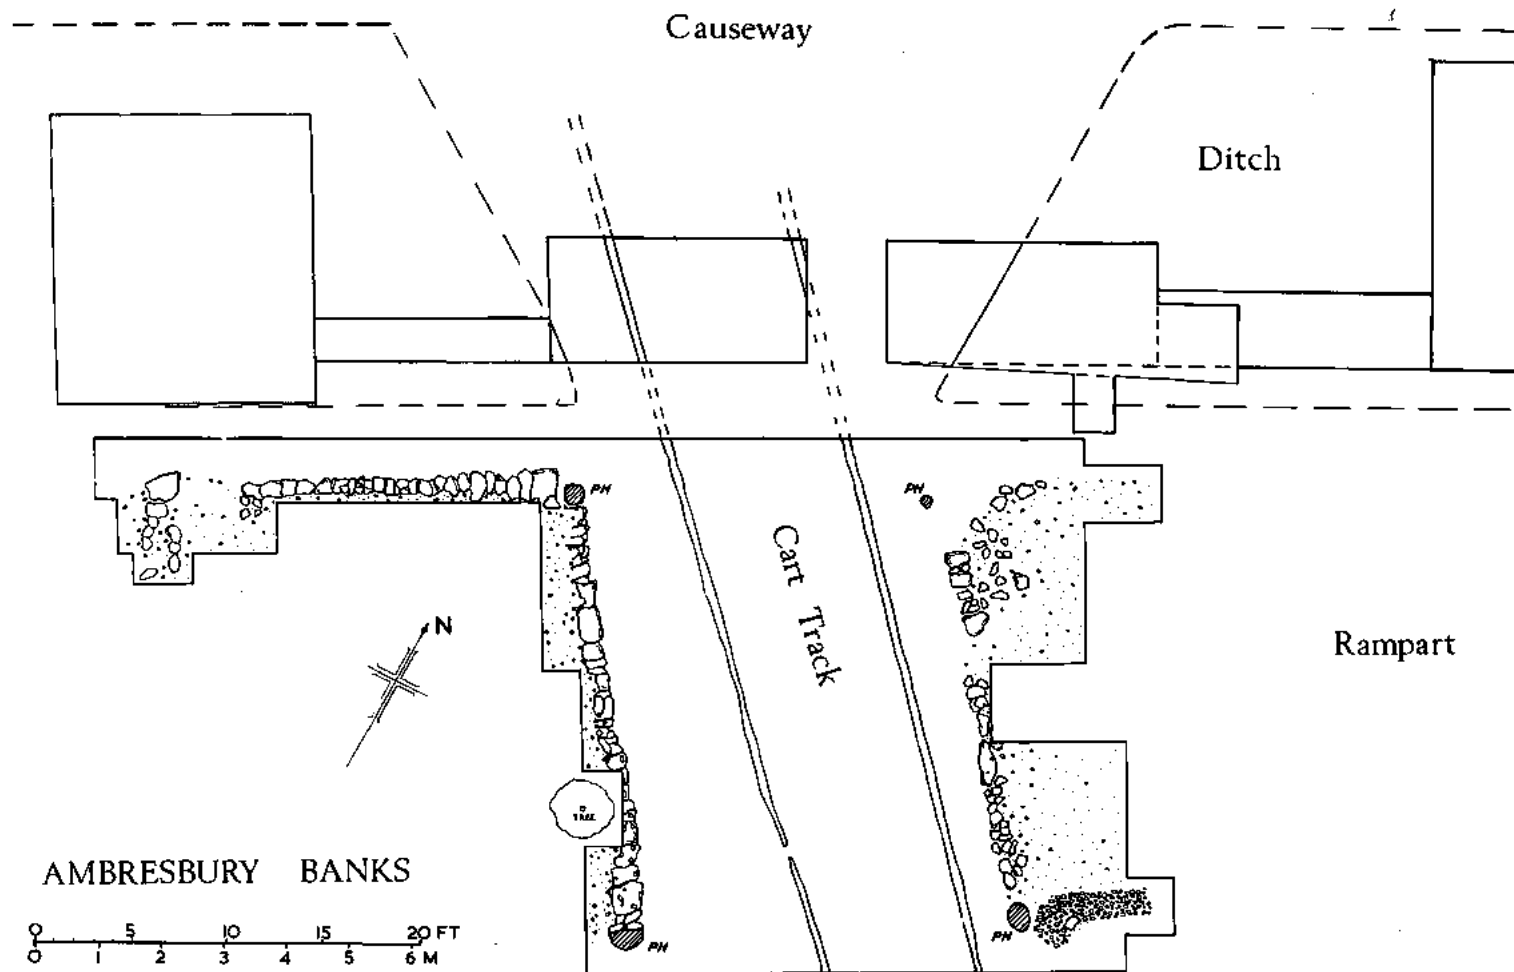 Causeway
Ditch
PH
PH
Cart Track
N
Rampart
TREE
AMBRESBURY BANKS
0 5 10 15 20 FT
0 1 2 3 4 5 6 M
PH
PH